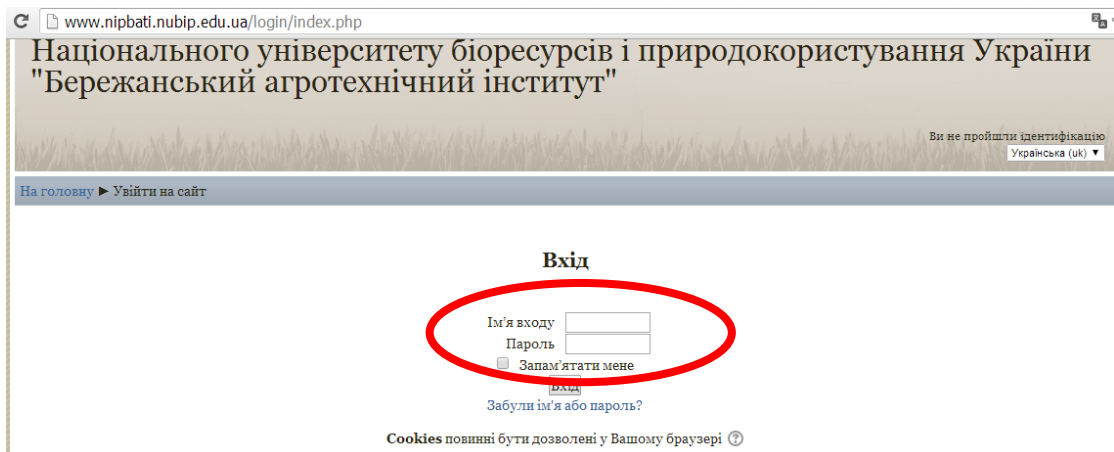 www.nipbati.nubip.edu.ua/login/index.php
Національного університету біоресурсів і природокористування України
"Бережанський агротехнічний інститут"
Ви не пройшли ідентифікацію
Українська (uk) ▼
На головну ► Увійти на сайт
Вхід
Ім'я входу
Пароль
Запам'ятати мене
Вхід
Забули ім'я або пароль?
Cookies повинні бути дозволені у Вашому браузері ?